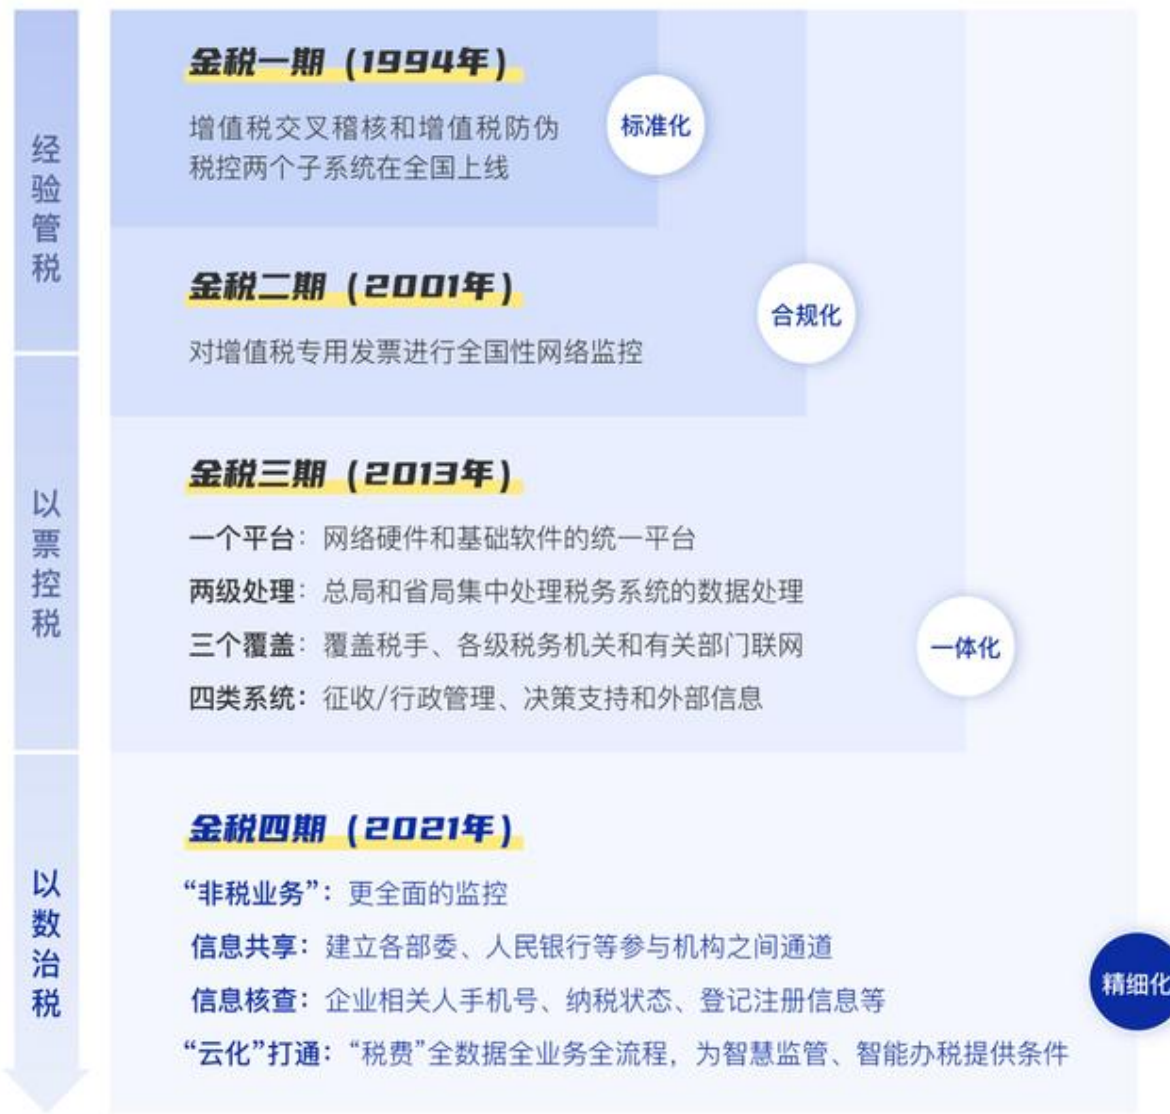 经验管税
金税一期（1994年）
增值税交叉稽核和增值税防伪
税控两个子系统在全国上线
标准化
金税二期（2001年）
对增值税专用发票进行全国性网络监控
合规化
以票控税
金税三期（2013年）
一个平台：网络硬件和基础软件的统一平台
两级处理：总局和省局集中处理税务系统的数据处理
三个覆盖：覆盖税手、各级税务机关和有关部门联网
四类系统：征收/行政管理、决策支持和外部信息
一体化
以数治税
金税四期（2021年）
“非税业务”：更全面的监控
信息共享：建立各部委、人民银行等参与机构之间通道
信息核查：企业相关人手机号、纳税状态、登记注册信息等
“云化”打通：“税费”全数据全业务全流程，为智慧监管、智能办税提供条件
精细化